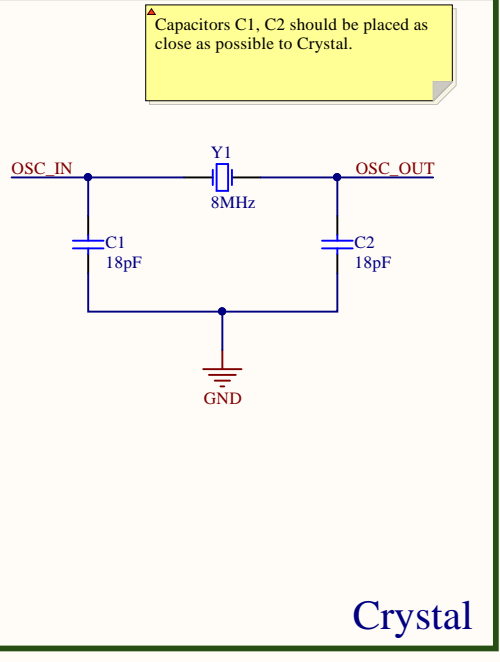 Capacitors C1, C2 should be placed as
close as possible to Crystal.
Y1
OSC_IN
OSC_OUT
8MHz
C1
18pF
C2
18pF
GND
Crystal